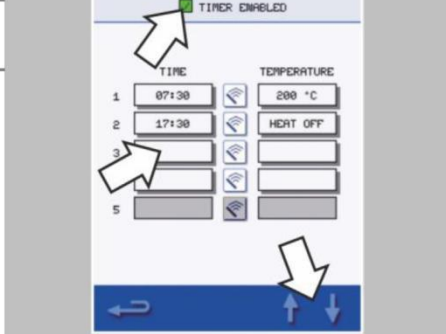 TIMER ENABLED
TIME TEMPERATURE
1 07:30 200 °C
2 17:30 HEAT OFF
3
5